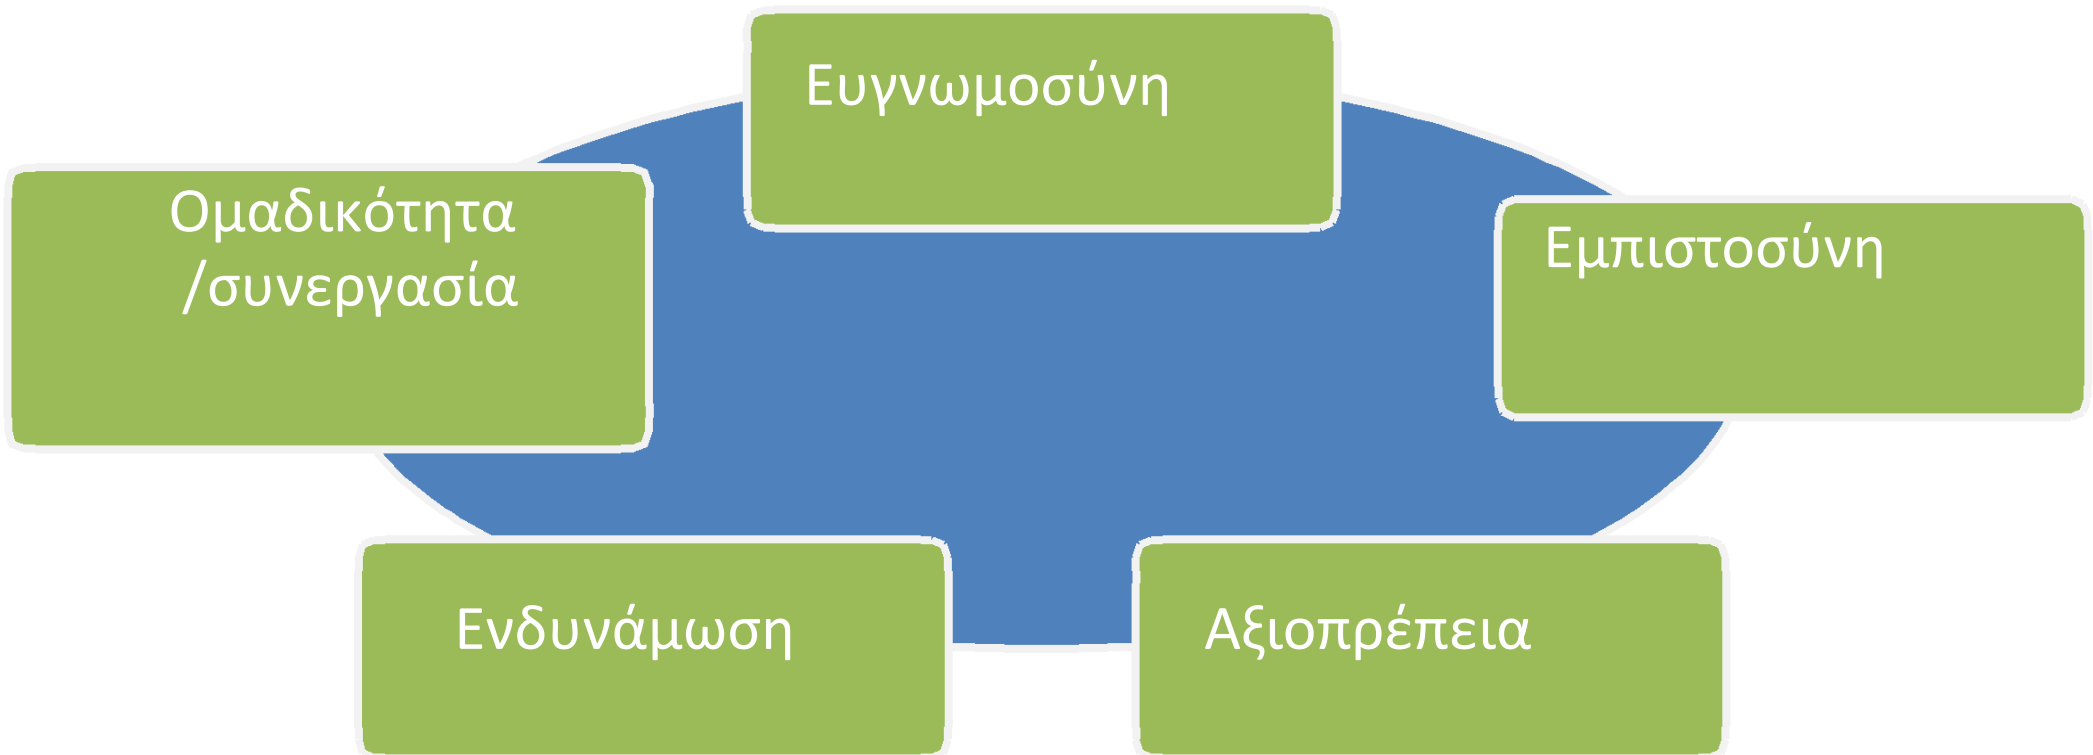 Ευγνωμοσύνη
Ομαδικότητα
/συνεργασία
Εμπιστοσύνη
Ενδυνάμωση
Αξιοπρέπεια